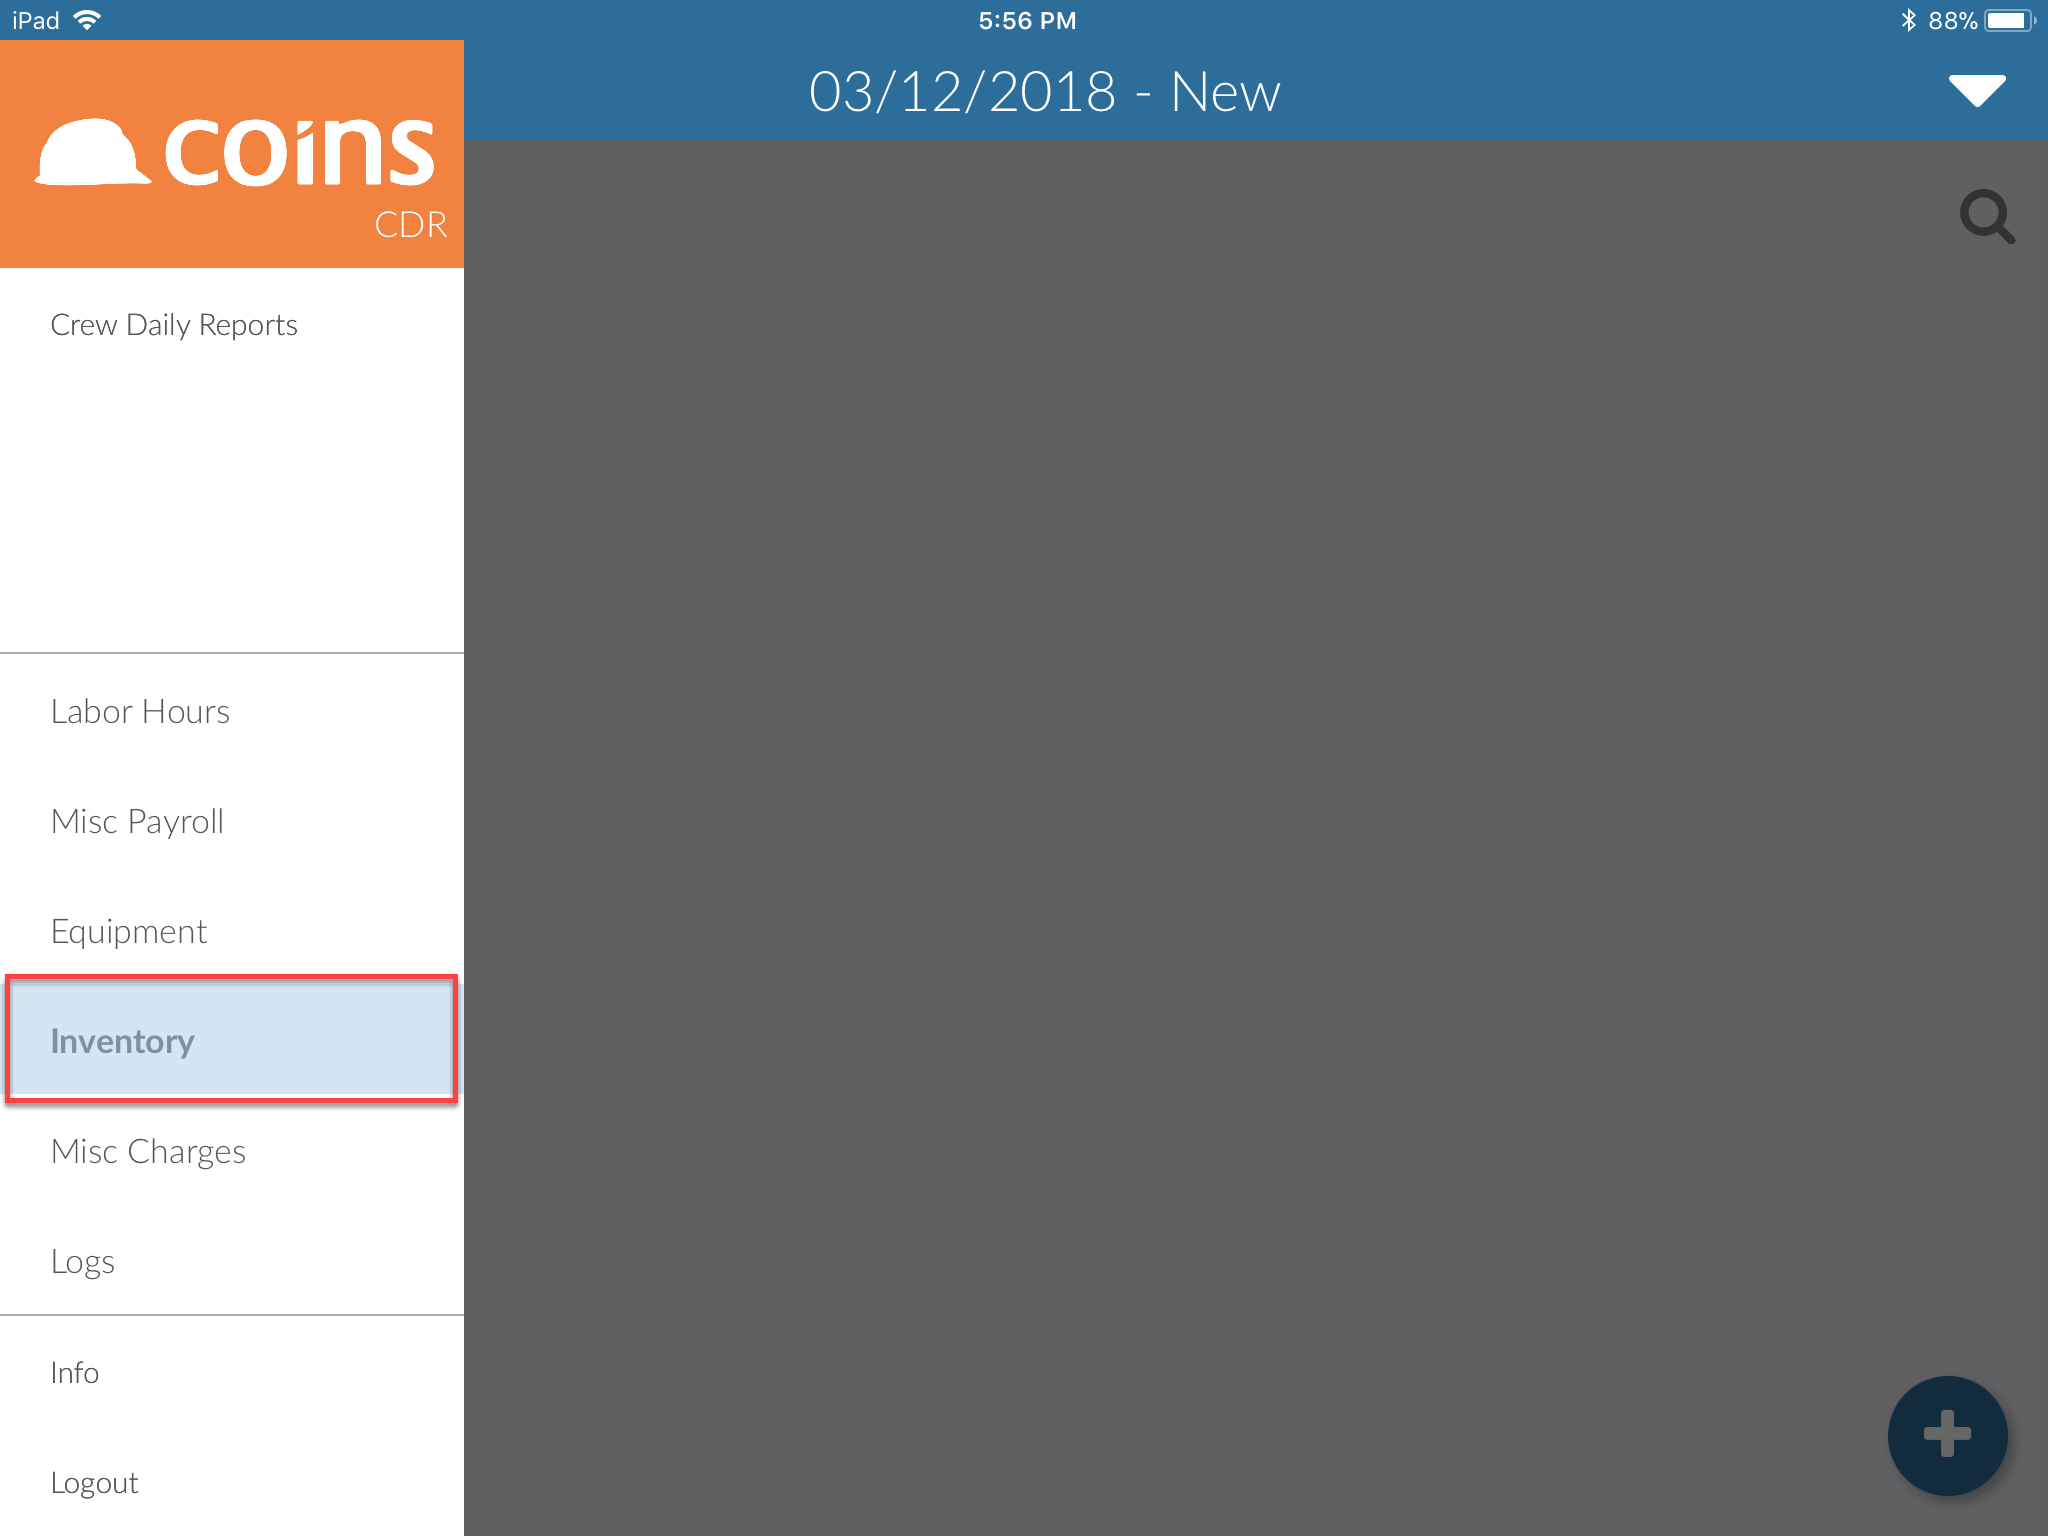 iPad
5:56 PM
88%
03/12/2018 - New
coins
CDR
Crew Daily Reports
Labor Hours
Misc Payroll
Equipment
Inventory
Misc Charges
Logs
Info
Logout